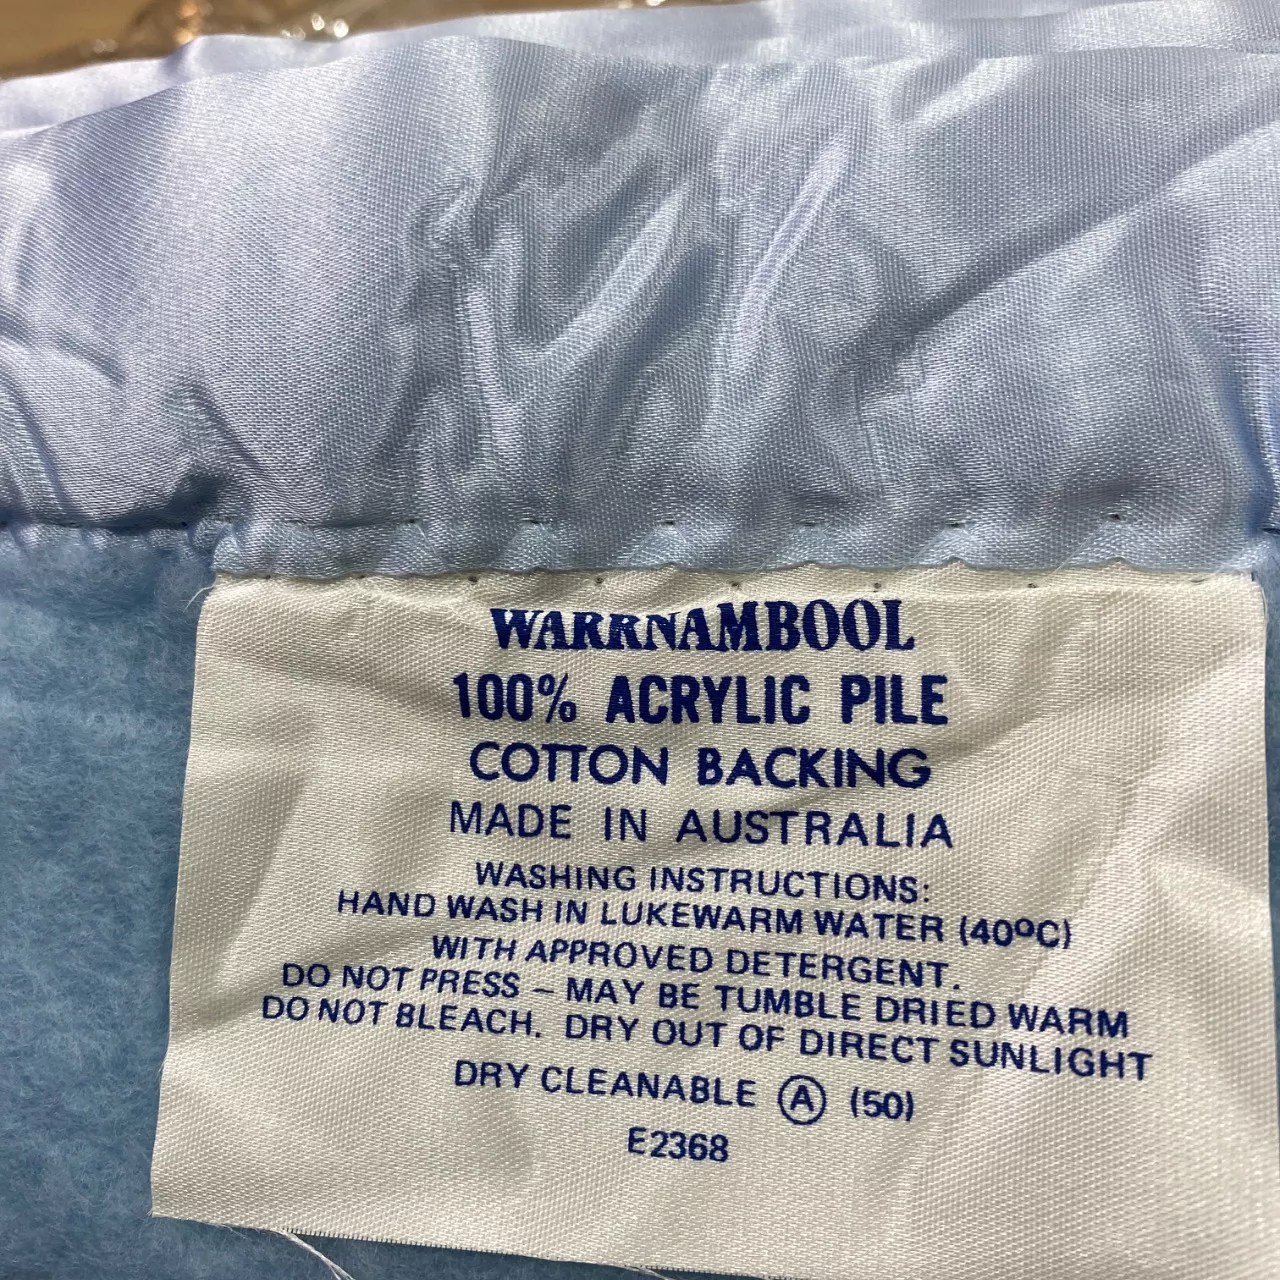 WARRNAMBOOL
100% ACRYLIC PILE
COTTON BACKING
MADE IN AUSTRALIA
WASHING INSTRUCTIONS:
HAND WASH IN LUKEWARM WATER (40ºC)
WITH APPROVED DETERGENT.
DO NOT PRESS – MAY BE TUMBLE DRIED WARM
DO NOT BLEACH. DRY OUT OF DIRECT SUNLIGHT
DRY CLEANABLE Ⓐ (50)
E2368